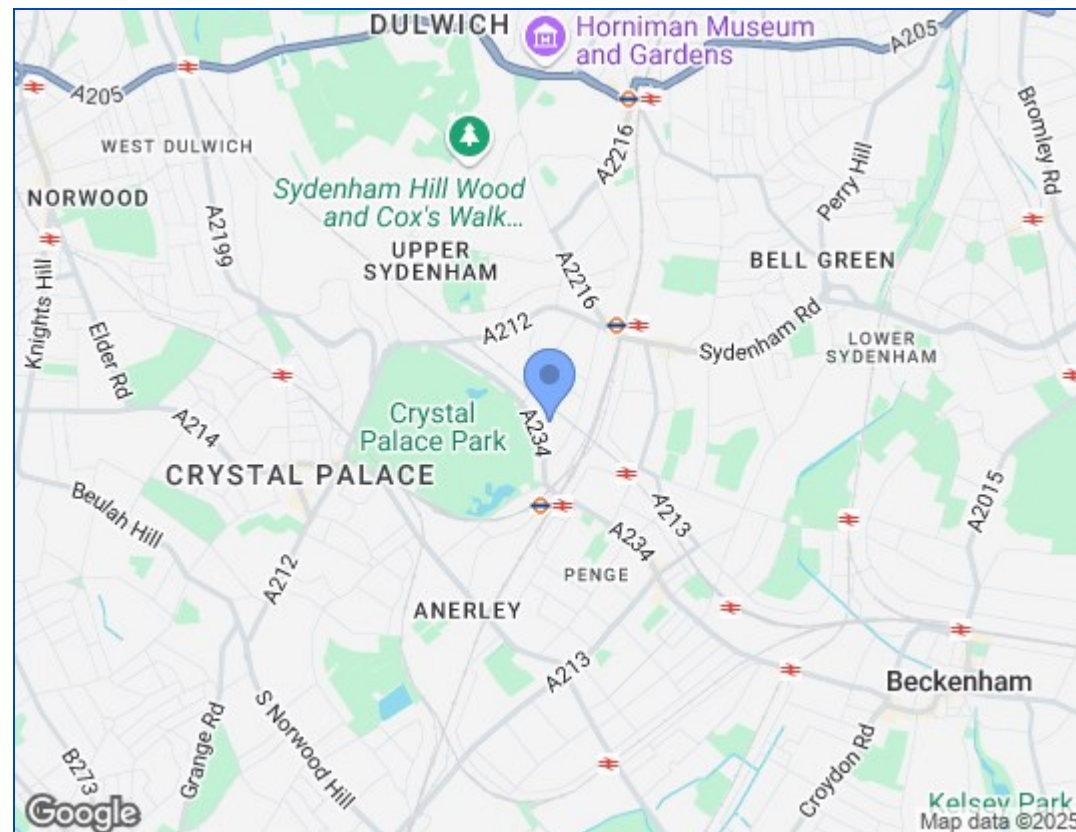 DULWICH
Horniman Museum
and Gardens
A205
A205
A2216
Bromley Rd
WEST DULWICH
Perry Hill
Sydenham Hill Wood
and Cox's Walk...
NORWOOD
A2199
UPPER
SYDENHAM
A2216
BELL GREEN
Knights Hill
Elder Rd
A212
Sydenham Rd
LOWER
SYDENHAM
A214
Crystal
Palace Park
A234
CRYSTAL PALACE
Beulah Hill
A213
A2015
A234
A212
PENGE
ANERLEY
A213
Beckenham
S Norwood Hill
Grange Rd
B273
Croydon Rd
Kelsey Park
Google
Map data ©2025